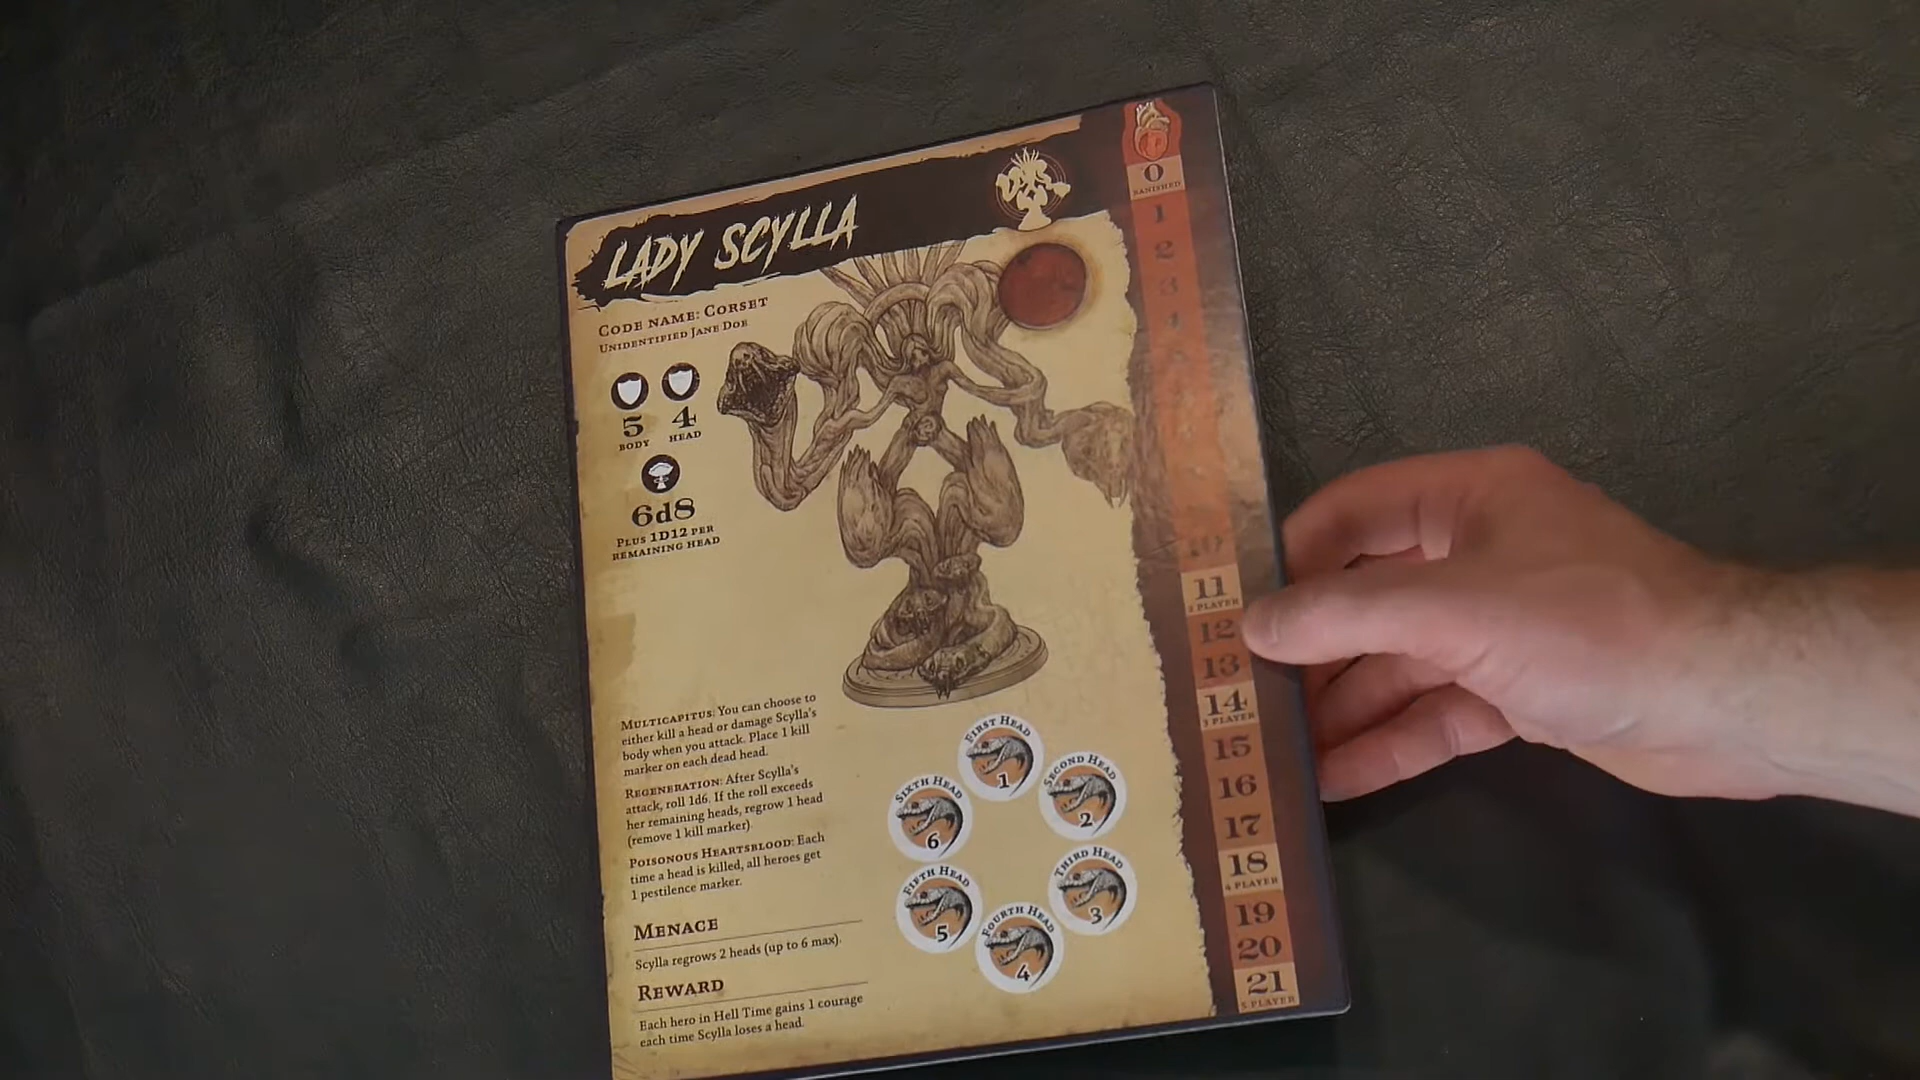 LADY SCYLLA
CODE NAME: CORSET
UNIDENTIFIED JANE DOE
5
BODY
4
HEAD
6d8
PLUS 1D12 PER
REMAINING HEAD
MULTICAPITUS: You can choose to
either kill a head or damage Scylla's
body when you attack. Place 1 kill
marker on each dead head.
REGENERATION: After Scylla's
attack, roll 1d6. If the roll exceeds
her remaining heads, regrow 1 head
(remove 1 kill marker).
POISONOUS HEARTSBLOOD: Each
time a head is killed, all heroes get
1 pestilence marker.
MENACE
Scylla regrows 2 heads (up to 6 max).
REWARD
Each hero in Hell Time gains 1 courage
each time Scylla loses a head.
FIRST HEAD
1
SECOND HEAD
2
THIRD HEAD
3
FOURTH HEAD
4
FIFTH HEAD
5
SIXTH HEAD
6
0
BANISHED
1
2
3
4
10
11
2 PLAYER
12
13
14
3 PLAYER
15
16
17
18
4 PLAYER
19
20
21
5 PLAYER